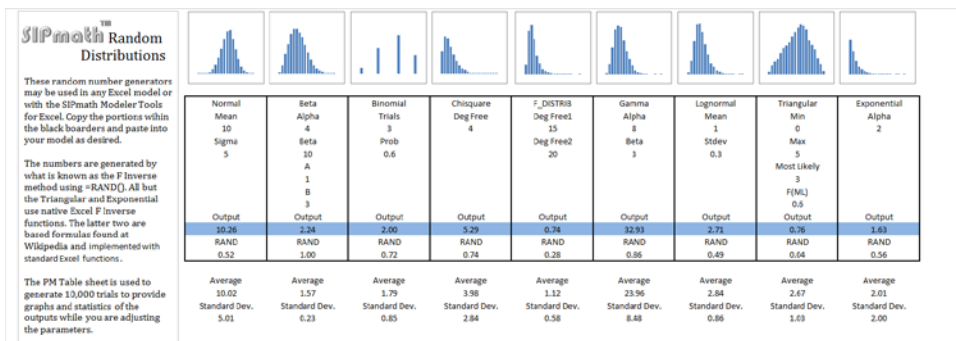 SIPmath™ Random
Distributions
These random number generators
may be used in any Excel model or
with the SIPmath Modeler Tools
for Excel. Copy the portions wihin
the black boarders and paste into
your model as desired.
The numbers are generated by
what is known as the F Inverse
method using =RAND(). All but
the Triangular and Exponential
use native Excel F Inverse
functions. The latter two are
based formulas found at
Wikipedia and implemented with
standard Excel functions.
The PM Table sheet is used to
generate 10,000 trials to provide
graphs and statistics of the
outputs while you are adjusting
the parameters.
Normal Beta Binomial Chisquare F_DISTRIB Gamma Lognormal Triangular Exponential
Mean Alpha Trials Deg Free Deg Free1 Alpha Mean Min Alpha
10 4 3 4 15 8 1 0 2
Sigma Beta Prob Deg Free2 Beta Stdev Max
5 10 0.6 20 3 0.3 5
A Most Likely
1 3
B F(ML)
3 0.6
Output Output Output Output Output Output Output Output Output
10.26 2.24 2.00 5.29 0.74 32.93 2.71 0.76 1.63
RAND RAND RAND RAND RAND RAND RAND RAND RAND
0.52 1.00 0.72 0.74 0.28 0.86 0.49 0.04 0.56
Average Average Average Average Average Average Average Average Average
10.02 1.57 1.79 3.98 1.12 23.96 2.84 2.67 2.01
Standard Dev. Standard Dev. Standard Dev. Standard Dev. Standard Dev. Standard Dev. Standard Dev. Standard Dev. Standard Dev.
5.01 0.23 0.85 2.84 0.58 8.48 0.86 1.03 2.00